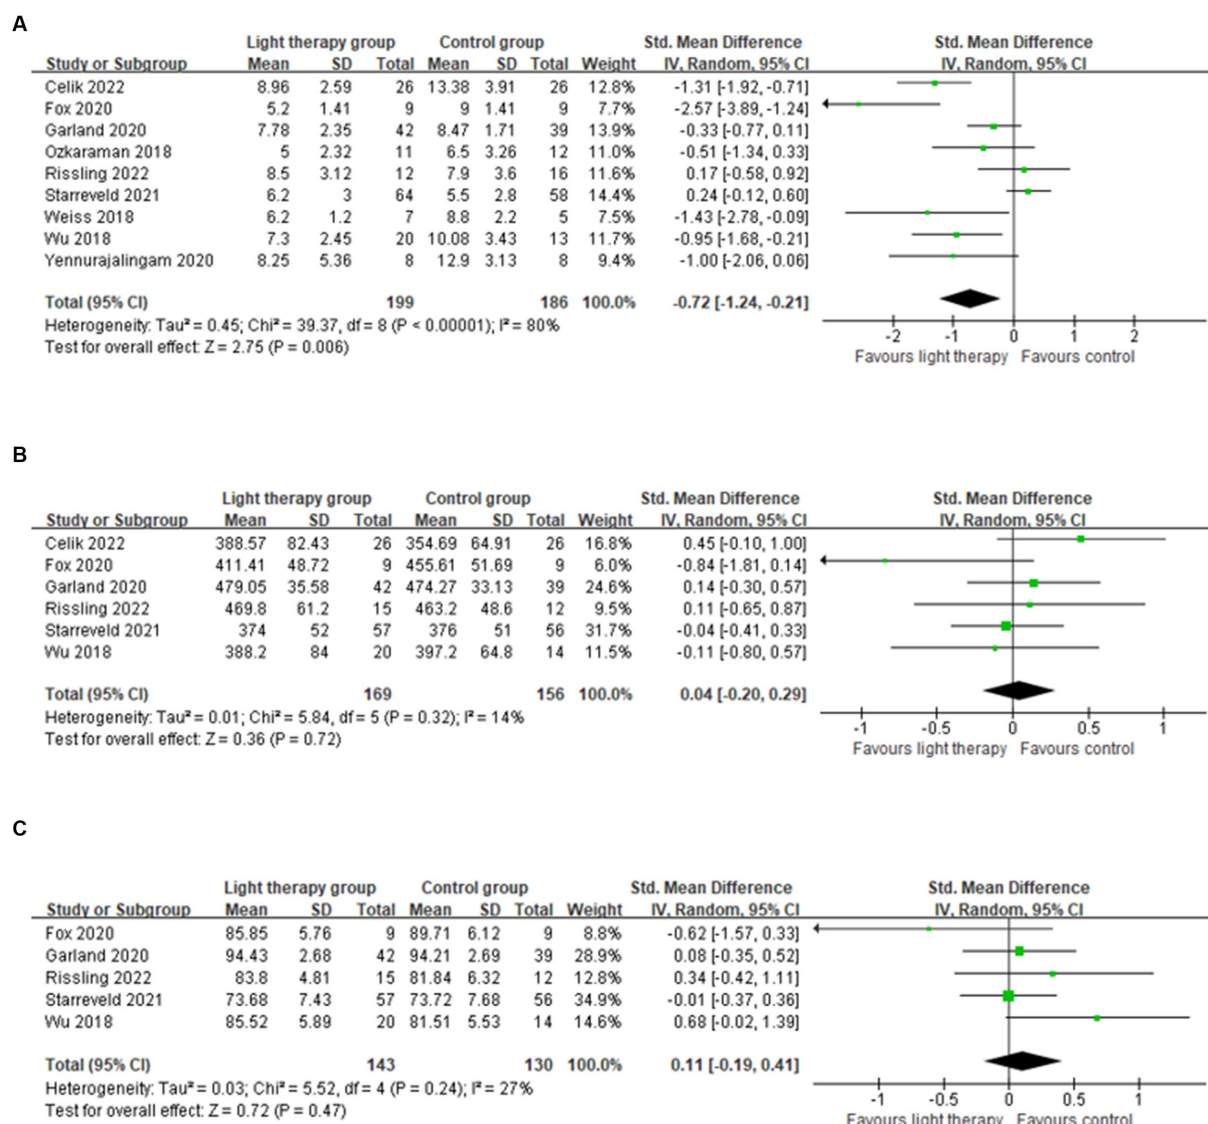 A
Light therapy group Control group Std. Mean Difference Std. Mean Difference
Study or Subgroup Mean SD Total Mean SD Total Weight IV, Random, 95% CI IV, Random, 95% CI
Celik 2022 8.96 2.59 26 13.38 3.91 26 12.8% -1.31 [-1.92, -0.71]
Fox 2020 5.2 1.41 9 9 1.41 9 7.7% -2.57 [-3.89, -1.24]
Garland 2020 7.78 2.35 42 8.47 1.71 39 13.9% -0.33 [-0.77, 0.11]
Ozkaraman 2018 5 2.32 11 6.5 3.26 12 11.0% -0.51 [-1.34, 0.33]
Rissling 2022 8.5 3.12 12 7.9 3.6 16 11.6% 0.17 [-0.58, 0.92]
Starreveld 2021 6.2 3 64 5.5 2.8 58 14.4% 0.24 [-0.12, 0.60]
Weiss 2018 6.2 1.2 7 8.8 2.2 5 7.5% -1.43 [-2.78, -0.09]
Wu 2018 7.3 2.45 20 10.08 3.43 13 11.7% -0.95 [-1.68, -0.21]
Yennurajalingam 2020 8.25 5.36 8 12.9 3.13 8 9.4% -1.00 [-2.06, 0.06]
Total (95% CI) 199 186 100.0% -0.72 [-1.24, -0.21]
Heterogeneity: Tau² = 0.45; Chi² = 39.37, df = 8 (P < 0.00001); I² = 80%
Test for overall effect: Z = 2.75 (P = 0.006)
-2 -1 0 1 2
Favours light therapy Favours control
B
Light therapy group Control group Std. Mean Difference Std. Mean Difference
Study or Subgroup Mean SD Total Mean SD Total Weight IV, Random, 95% CI IV, Random, 95% CI
Celik 2022 388.57 82.43 26 354.69 64.91 26 16.8% 0.45 [-0.10, 1.00]
Fox 2020 411.41 48.72 9 455.61 51.69 9 6.0% -0.84 [-1.81, 0.14]
Garland 2020 479.05 35.58 42 474.27 33.13 39 24.6% 0.14 [-0.30, 0.57]
Rissling 2022 469.8 61.2 15 463.2 48.6 12 9.5% 0.11 [-0.65, 0.87]
Starreveld 2021 374 52 57 376 51 56 31.7% -0.04 [-0.41, 0.33]
Wu 2018 388.2 84 20 397.2 64.8 14 11.5% -0.11 [-0.80, 0.57]
Total (95% CI) 169 156 100.0% 0.04 [-0.20, 0.29]
Heterogeneity: Tau² = 0.01; Chi² = 5.84, df = 5 (P = 0.32); I² = 14%
Test for overall effect: Z = 0.36 (P = 0.72)
-1 -0.5 0 0.5 1
Favours light therapy Favours control
C
Light therapy group Control group Std. Mean Difference Std. Mean Difference
Study or Subgroup Mean SD Total Mean SD Total Weight IV, Random, 95% CI IV, Random, 95% CI
Fox 2020 85.85 5.76 9 89.71 6.12 9 8.8% -0.62 [-1.57, 0.33]
Garland 2020 94.43 2.68 42 94.21 2.69 39 28.9% 0.08 [-0.35, 0.52]
Rissling 2022 83.8 4.81 15 81.84 6.32 12 12.8% 0.34 [-0.42, 1.11]
Starreveld 2021 73.68 7.43 57 73.72 7.68 56 34.9% -0.01 [-0.37, 0.36]
Wu 2018 85.52 5.89 20 81.51 5.53 14 14.6% 0.68 [-0.02, 1.39]
Total (95% CI) 143 130 100.0% 0.11 [-0.19, 0.41]
Heterogeneity: Tau² = 0.03; Chi² = 5.52, df = 4 (P = 0.24); I² = 27%
Test for overall effect: Z = 0.72 (P = 0.47)
-1 -0.5 0 0.5 1
Favours light therapy Favours control